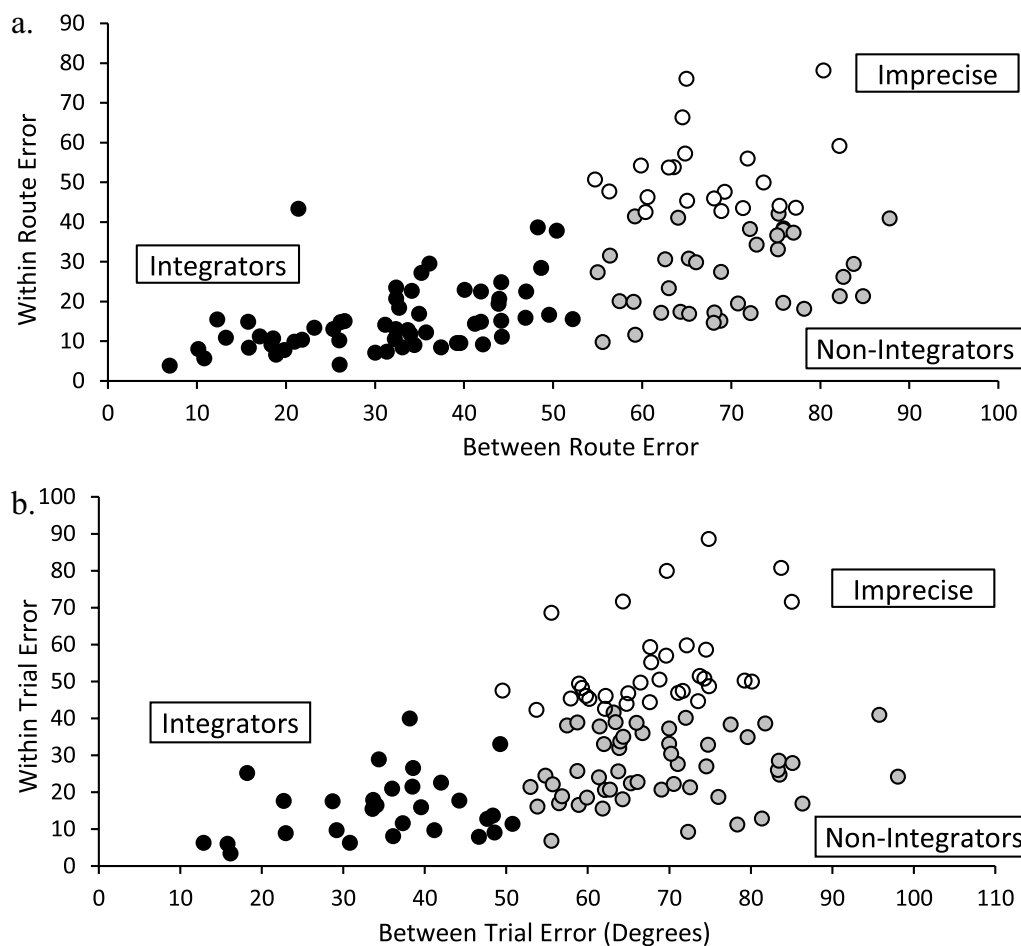 a.
90
80
70
60
50
40
30
20
10
0
Within Route Error
Imprecise
Integrators
Non-Integrators
0 10 20 30 40 50 60 70 80 90 100
Between Route Error
b.
100
90
80
70
60
50
40
30
20
10
0
Within Trial Error
Imprecise
Integrators
Non-Integrators
0 10 20 30 40 50 60 70 80 90 100 110
Between Trial Error (Degrees)